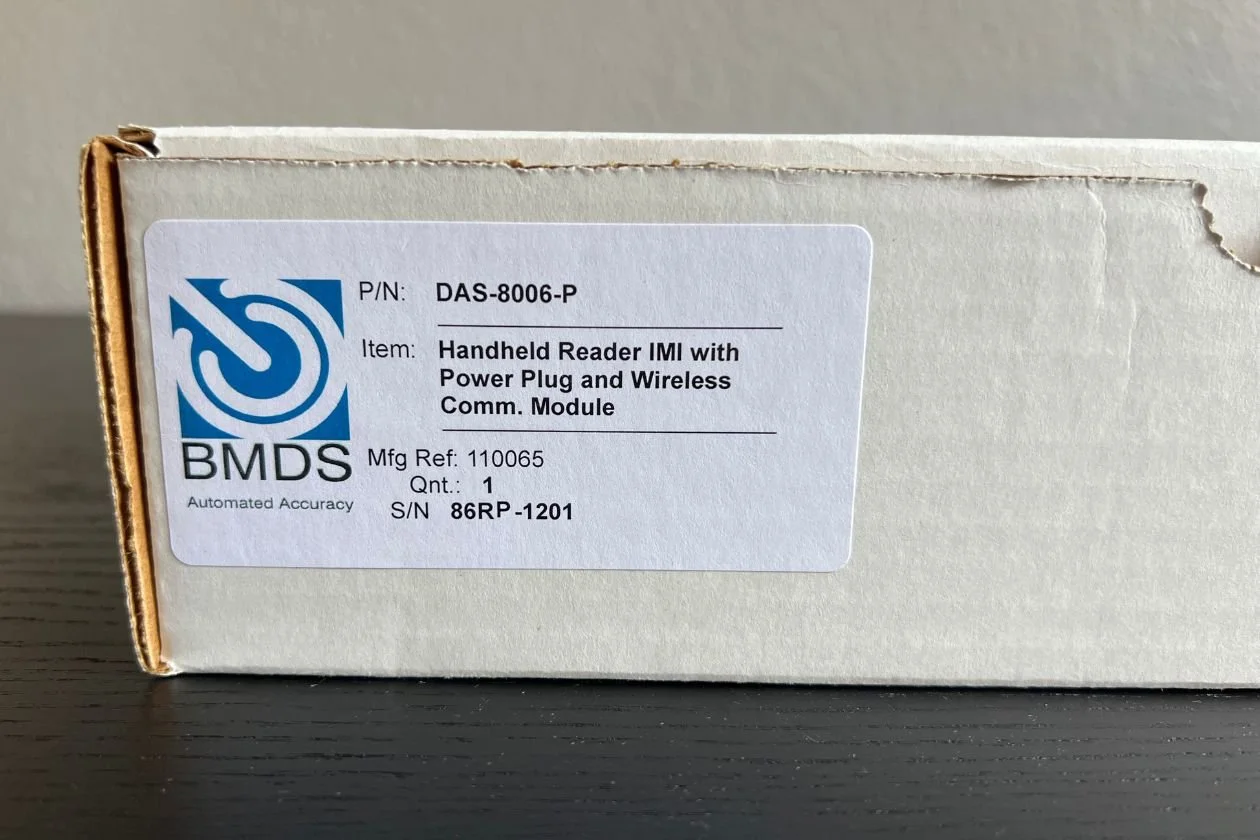 P/N: DAS-8006-P
Item: Handheld Reader IMI with
Power Plug and Wireless
Comm. Module
BMDS
Automated Accuracy
Mfg Ref: 110065
Qnt.: 1
S/N 86RP-1201